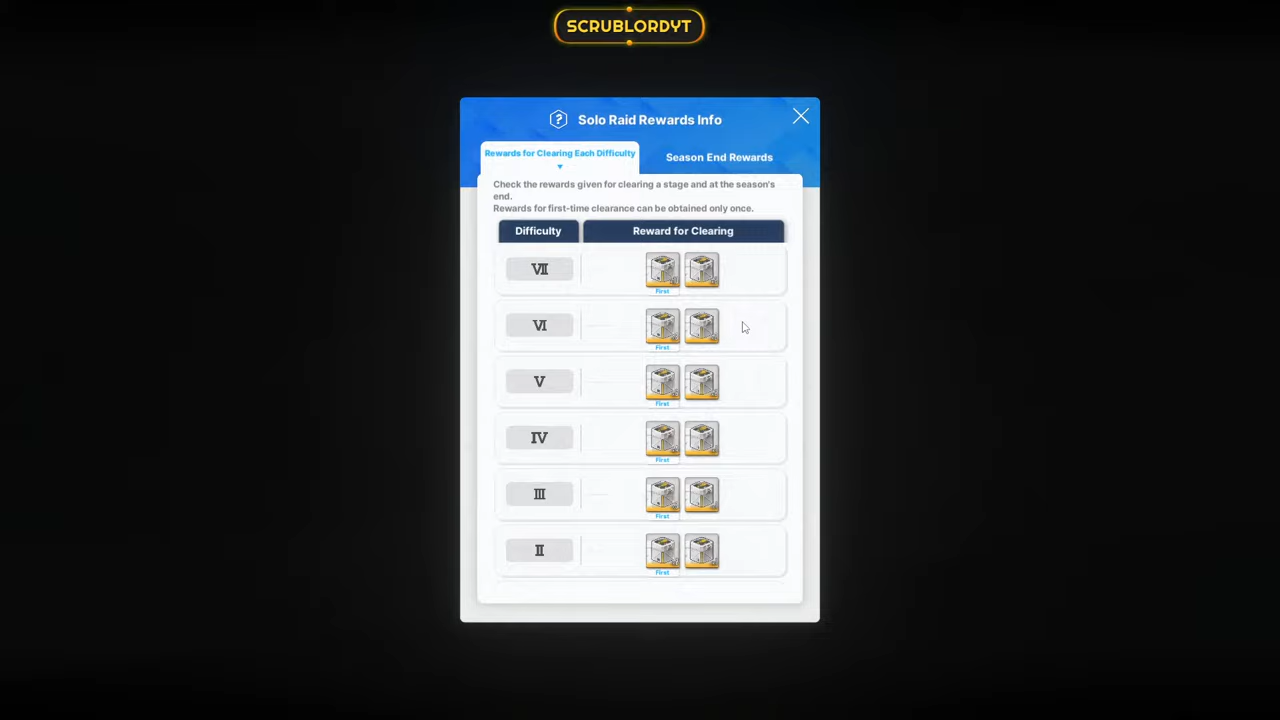 SCRUBLORDYT
? Solo Raid Rewards Info
Rewards for Clearing Each Difficulty
Season End Rewards
Check the rewards given for clearing a stage and at the season's
end.
Rewards for first-time clearance can be obtained only once.
Difficulty
Reward for Clearing
VII
First
VI
First
V
First
IV
First
III
First
II
First